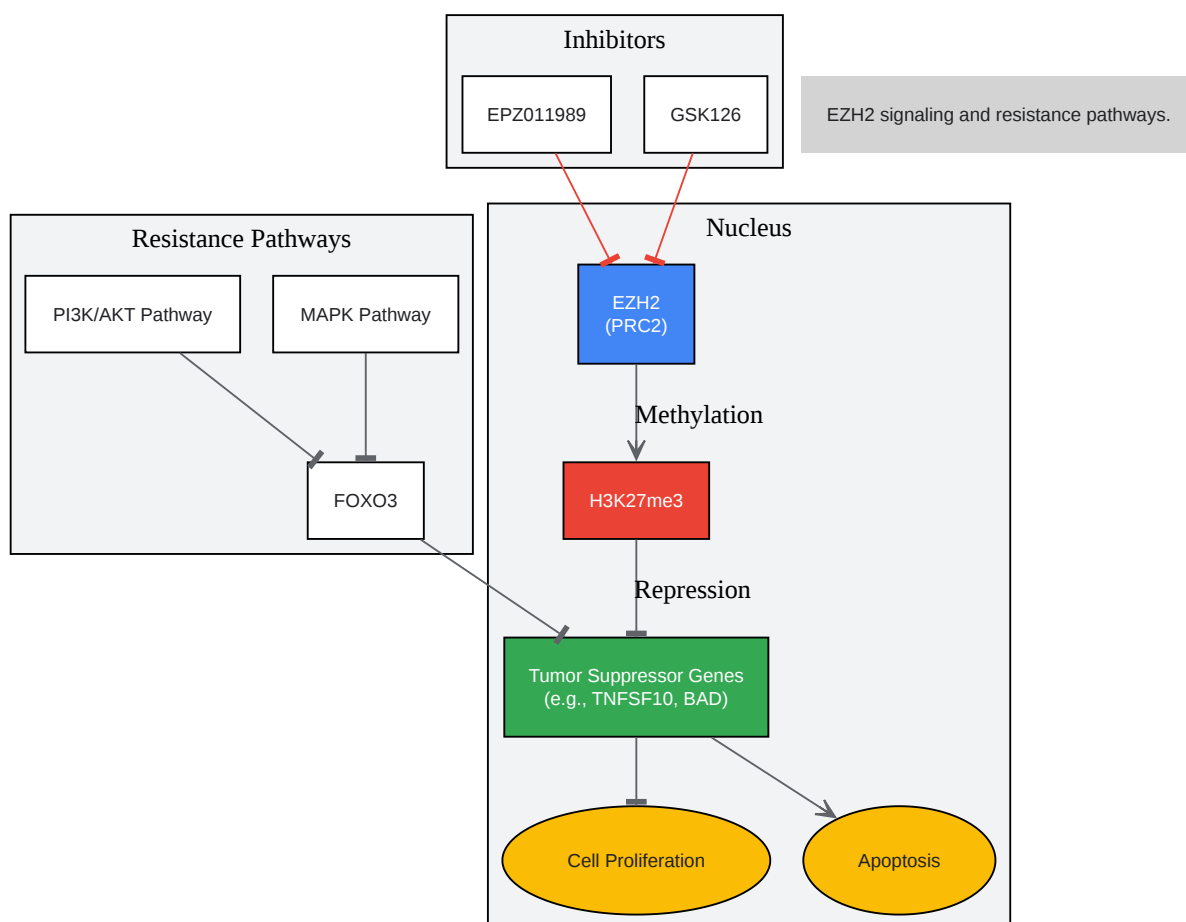 Inhibitors
EPZ011989
GSK126
EZH2 signaling and resistance pathways.
Resistance Pathways
PI3K/AKT Pathway
MAPK Pathway
FOXO3
Nucleus
EZH2
(PRC2)
Methylation
H3K27me3
Repression
Tumor Suppressor Genes
(e.g., TNFSF10, BAD)
Cell Proliferation
Apoptosis